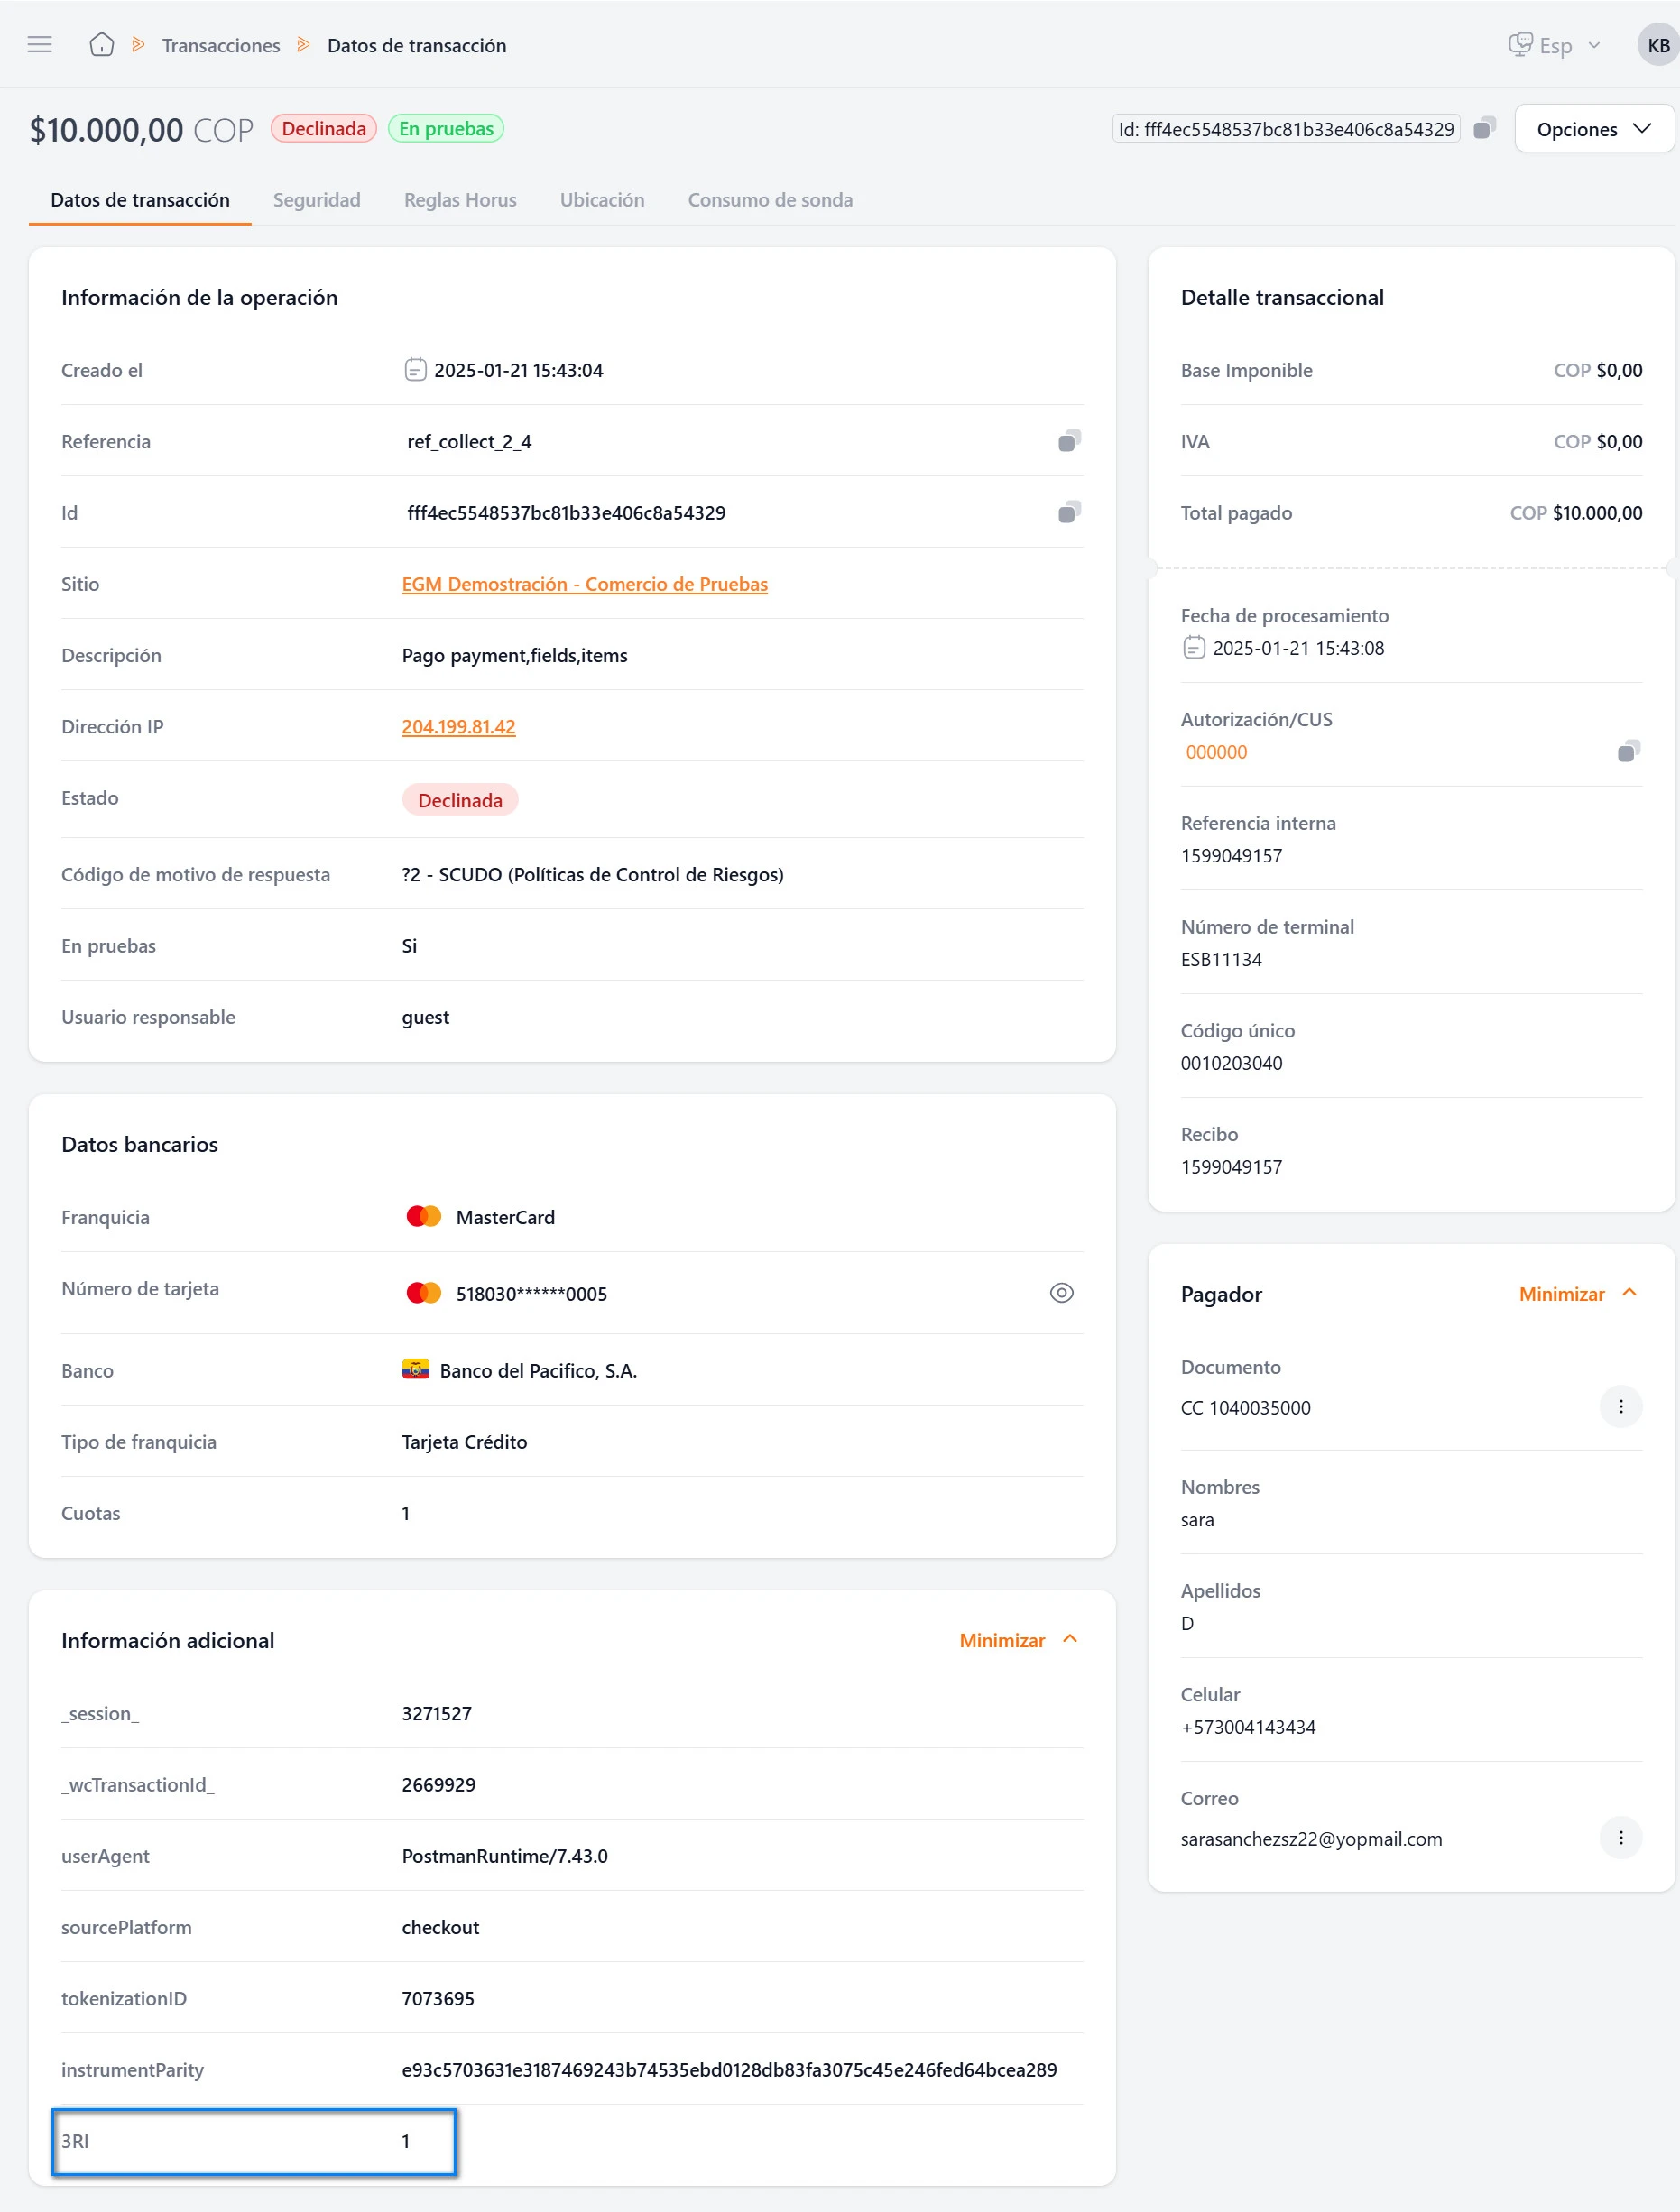 Transacciones Datos de transacción Esp KB
$10.000,00 COP Declinada En pruebas Id: fff4ec5548537bc81b33e406c8a54329 Opciones
Datos de transacción Seguridad Reglas Horus Ubicación Consumo de sonda
Información de la operación
Creado el 2025-01-21 15:43:04
Referencia ref_collect_2_4
Id fff4ec5548537bc81b33e406c8a54329
Sitio EGM Demostración - Comercio de Pruebas
Descripción Pago payment,fields,items
Dirección IP 204.199.81.42
Estado Declinada
Código de motivo de respuesta ?2 - SCUDO (Políticas de Control de Riesgos)
En pruebas Si
Usuario responsable guest
Datos bancarios
Franquicia MasterCard
Número de tarjeta 518030******0005
Banco Banco del Pacifico, S.A.
Tipo de franquicia Tarjeta Crédito
Cuotas 1
Información adicional Minimizar
_session_ 3271527
_wcTransactionId_ 2669929
userAgent PostmanRuntime/7.43.0
sourcePlatform checkout
tokenizationID 7073695
instrumentParity e93c5703631e3187469243b74535ebd0128db83fa3075c45e246fed64bcea289
3RI 1
Detalle transaccional
Base Imponible COP $0,00
IVA COP $0,00
Total pagado COP $10.000,00
Fecha de procesamiento
2025-01-21 15:43:08
Autorización/CUS
000000
Referencia interna
1599049157
Número de terminal
ESB11134
Código único
0010203040
Recibo
1599049157
Pagador Minimizar
Documento
CC 1040035000
Nombres
sara
Apellidos
D
Celular
+573004143434
Correo
sarasanchezsz22@yopmail.com